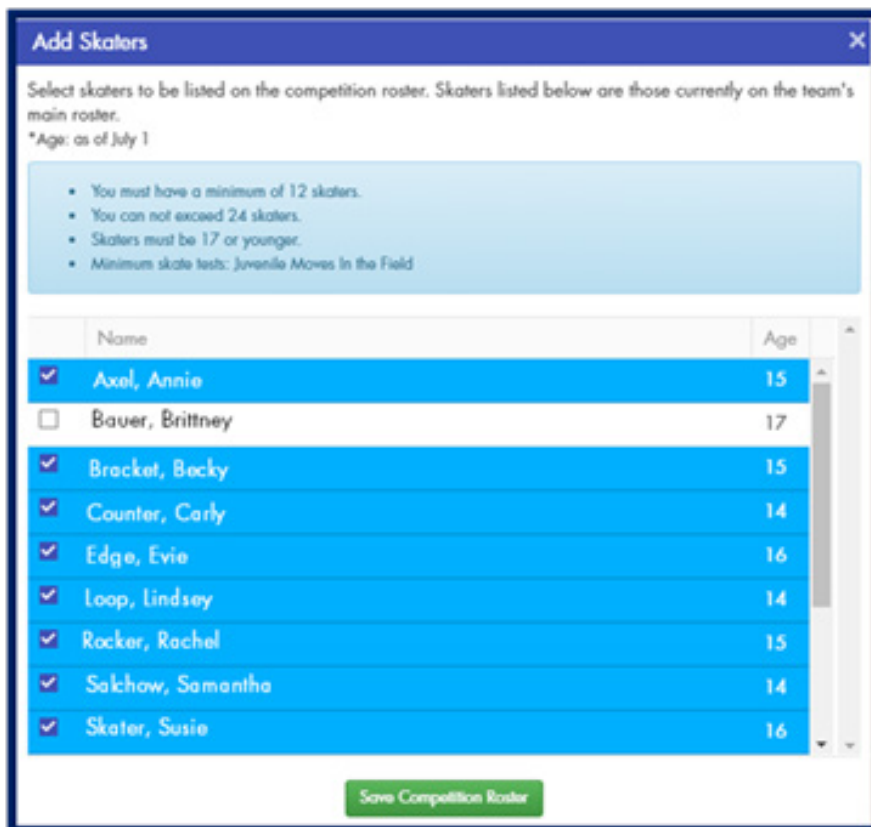 Add Skaters
Select skaters to be listed on the competition roster. Skaters listed below are those currently on the team's
main roster.
*Age: as of July 1
• You must have a minimum of 12 skaters.
• You can not exceed 24 skaters.
• Skaters must be 17 or younger.
• Minimum skate tests: Juvenile Moves In the Field
Name Age
Axel, Annie 15
Bauer, Brittney 17
Bracket, Becky 15
Counter, Carly 14
Edge, Evie 16
Loop, Lindsey 14
Rocker, Rachel 15
Salchow, Samantha 14
Skater, Susie 16
Save Competition Roster